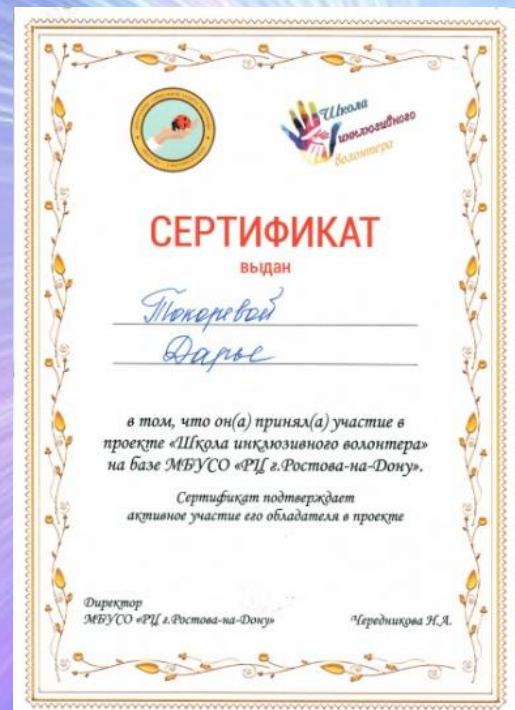 Школа
инклюзивного
волонтера
СЕРТИФИКАТ
выдан
Токоревой
Дарье
в том, что он(а) принял(а) участие в
проекте «Школа инклюзивного волонтера»
на базе МБУСО «РЦ г.Ростова-на-Дону».
Сертификат подтверждает
активное участие его обладателя в проекте
Директор
МБУСО «РЦ г.Ростова-на-Дону» Чередникова Н.А.